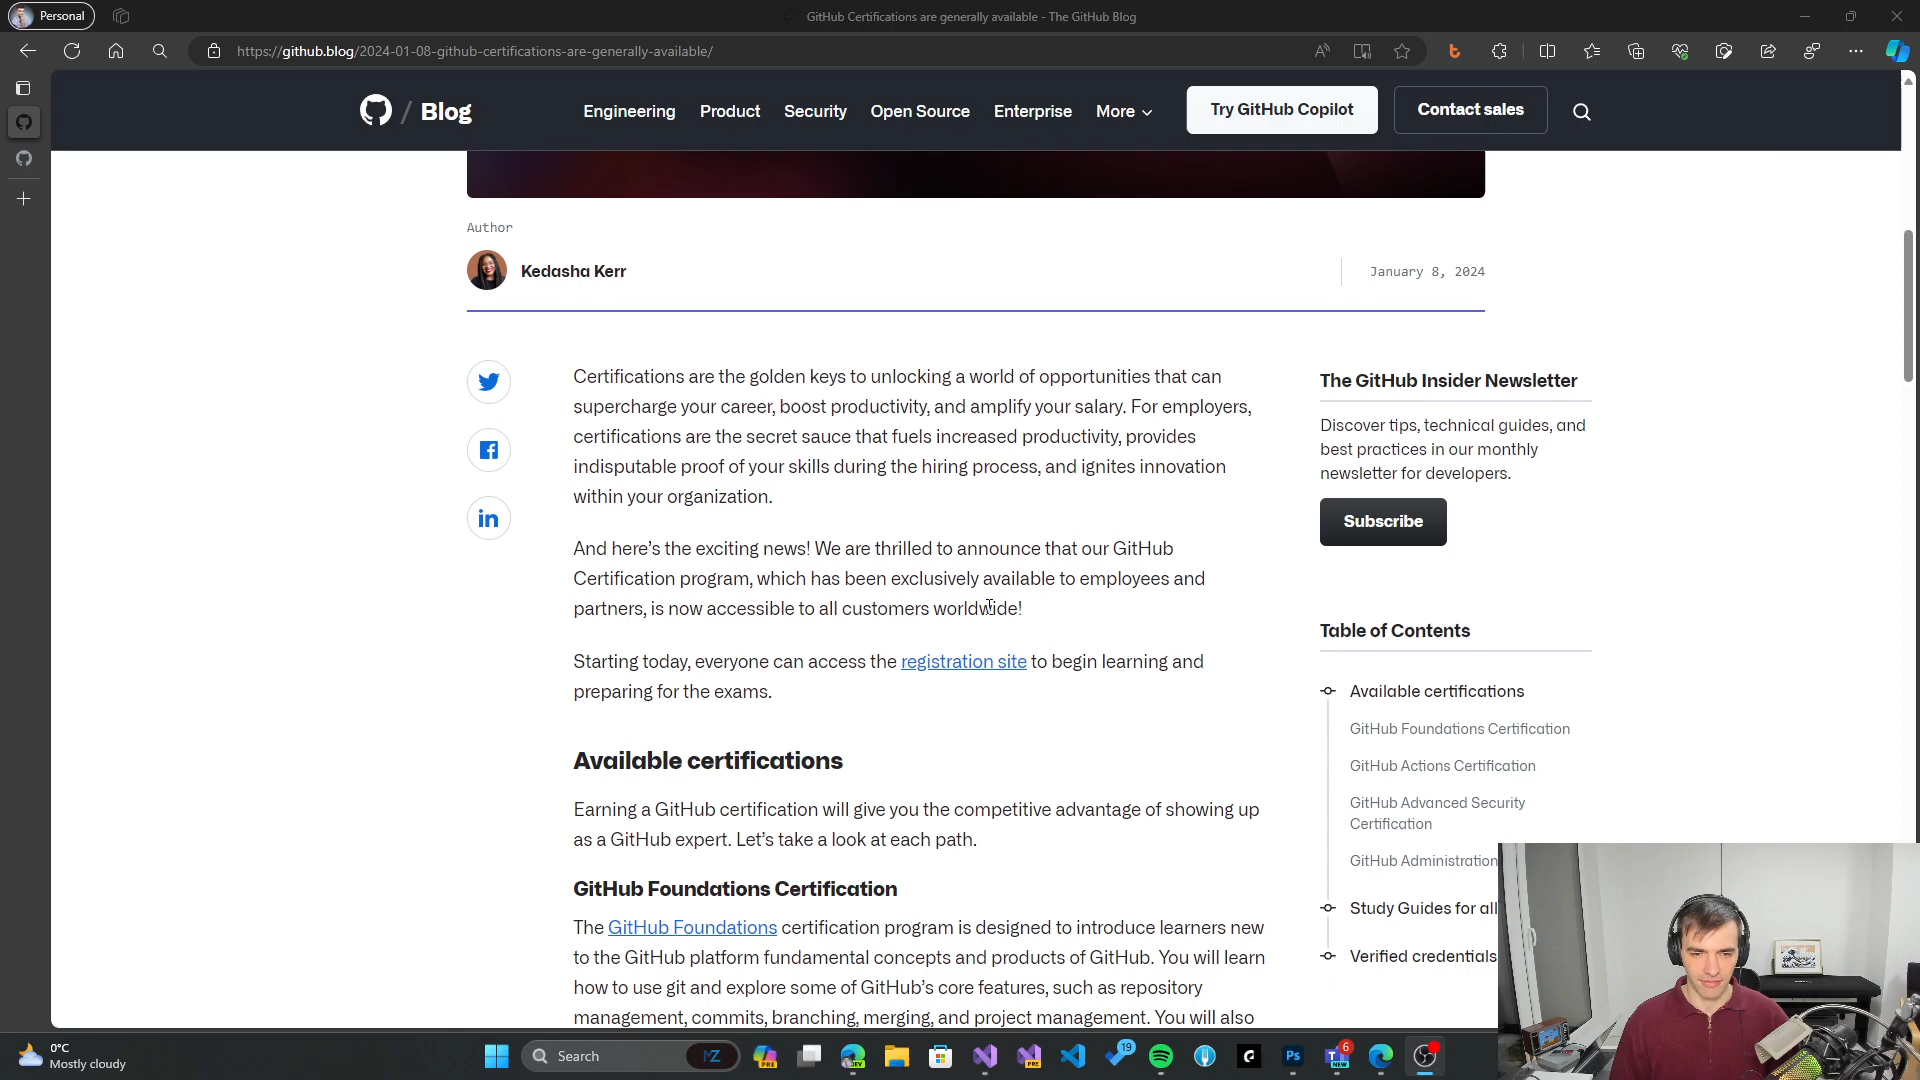 Personal
GitHub Certifications are generally available - The GitHub Blog
https://github.blog/2024-01-08-github-certifications-are-generally-available/
/ Blog
Engineering
Product
Security
Open Source
Enterprise
More
Try GitHub Copilot
Contact sales
Author
Kedasha Kerr
January 8, 2024
Certifications are the golden keys to unlocking a world of opportunities that can
supercharge your career, boost productivity, and amplify your salary. For employers,
certifications are the secret sauce that fuels increased productivity, provides
indisputable proof of your skills during the hiring process, and ignites innovation
within your organization.
And here’s the exciting news! We are thrilled to announce that our GitHub
Certification program, which has been exclusively available to employees and
partners, is now accessible to all customers worldwide!
Starting today, everyone can access the registration site to begin learning and
preparing for the exams.
Available certifications
Earning a GitHub certification will give you the competitive advantage of showing up
as a GitHub expert. Let’s take a look at each path.
GitHub Foundations Certification
The GitHub Foundations certification program is designed to introduce learners new
to the GitHub platform fundamental concepts and products of GitHub. You will learn
how to use git and explore some of GitHub’s core features, such as repository
management, commits, branching, merging, and project management. You will also
The GitHub Insider Newsletter
Discover tips, technical guides, and
best practices in our monthly
newsletter for developers.
Subscribe
Table of Contents
Available certifications
GitHub Foundations Certification
GitHub Actions Certification
GitHub Advanced Security
Certification
GitHub Administration
Study Guides for all
Verified credentials
0°C
Mostly cloudy
Search
MZ
PRE
DEV
PRE
19
G
Ps
6
NEW